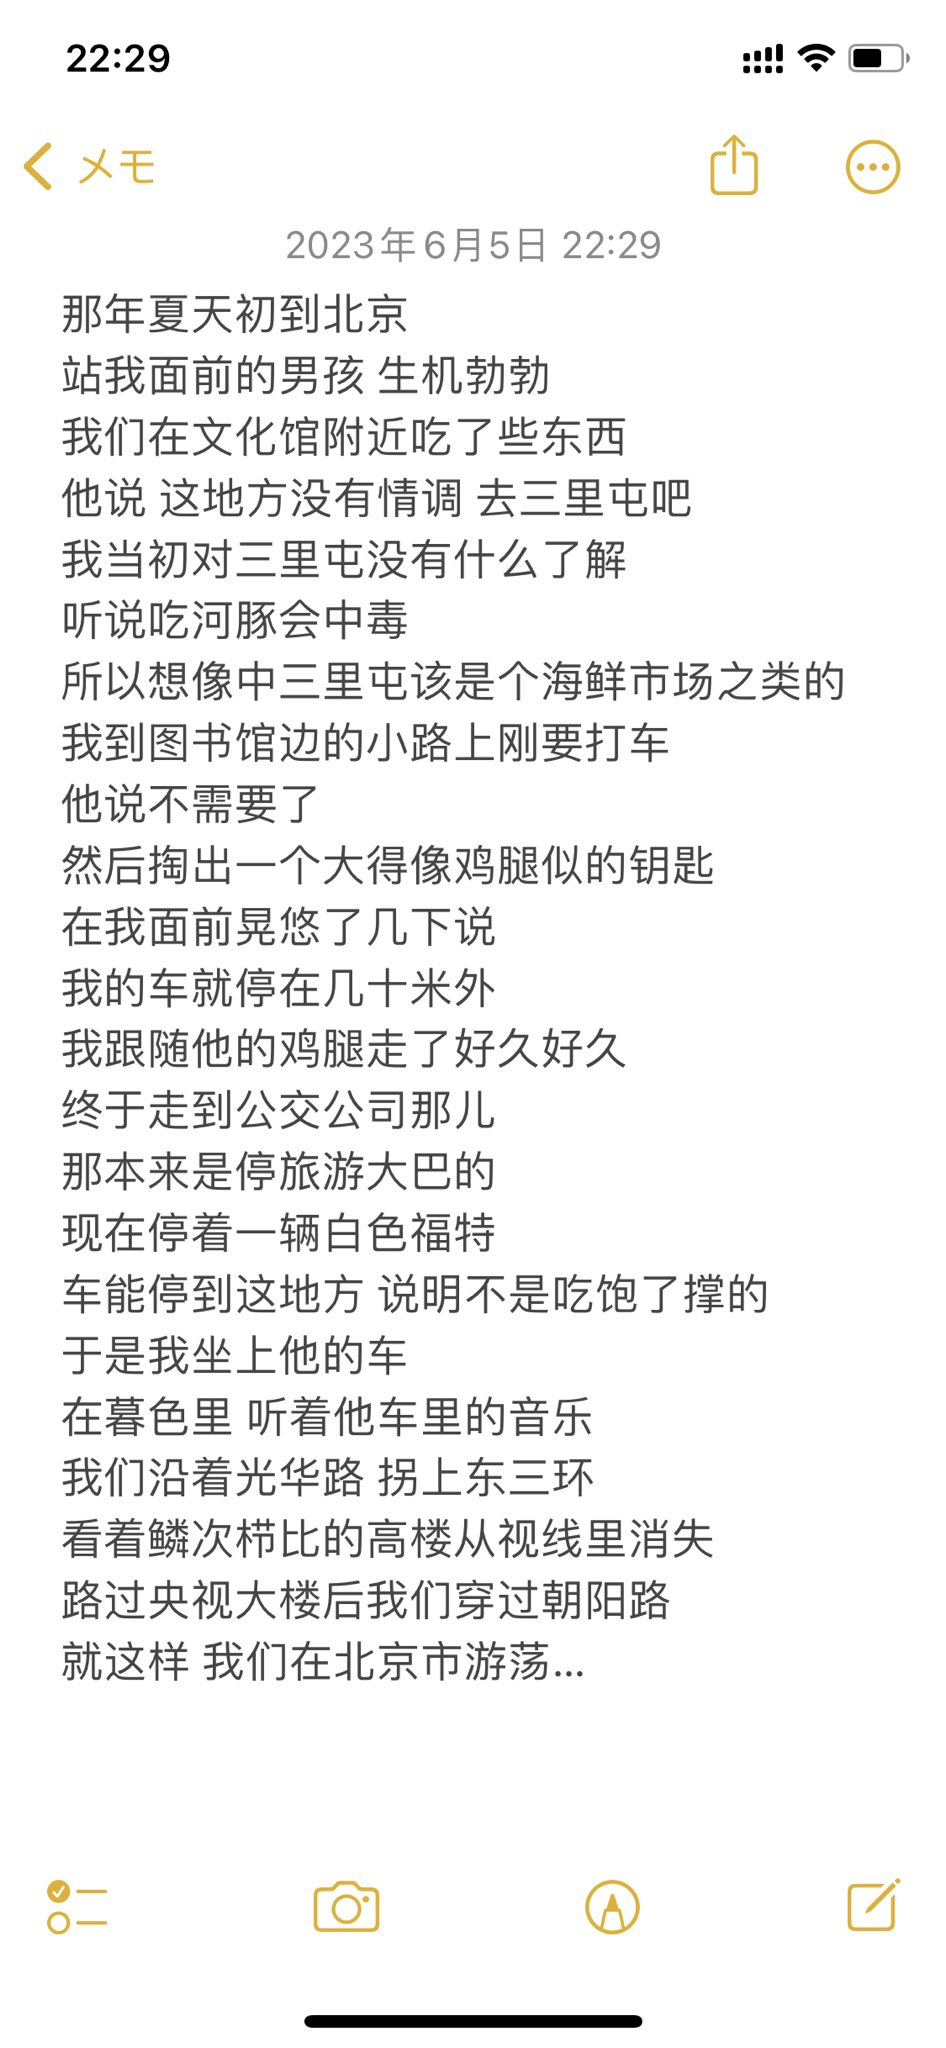 22:29
メモ
2023年6月5日 22:29
那年夏天初到北京
站我面前的男孩 生机勃勃
我们在文化馆附近吃了些东西
他说 这地方没有情调 去三里屯吧
我当初对三里屯没有什么了解
听说吃河豚会中毒
所以想像中三里屯该是个海鲜市场之类的
我到图书馆边的小路上刚要打车
他说不需要了
然后掏出一个大得像鸡腿似的钥匙
在我面前晃悠了几下说
我的车就停在几十米外
我跟随他的鸡腿走了好久好久
终于走到公交公司那儿
那本来是停旅游大巴的
现在停着一辆白色福特
车能停到这地方 说明不是吃饱了撑的
于是我坐上他的车
在暮色里 听着他车里的音乐
我们沿着光华路 拐上东三环
看着鳞次栉比的高楼从视线里消失
路过央视大楼后我们穿过朝阳路
就这样 我们在北京市游荡...